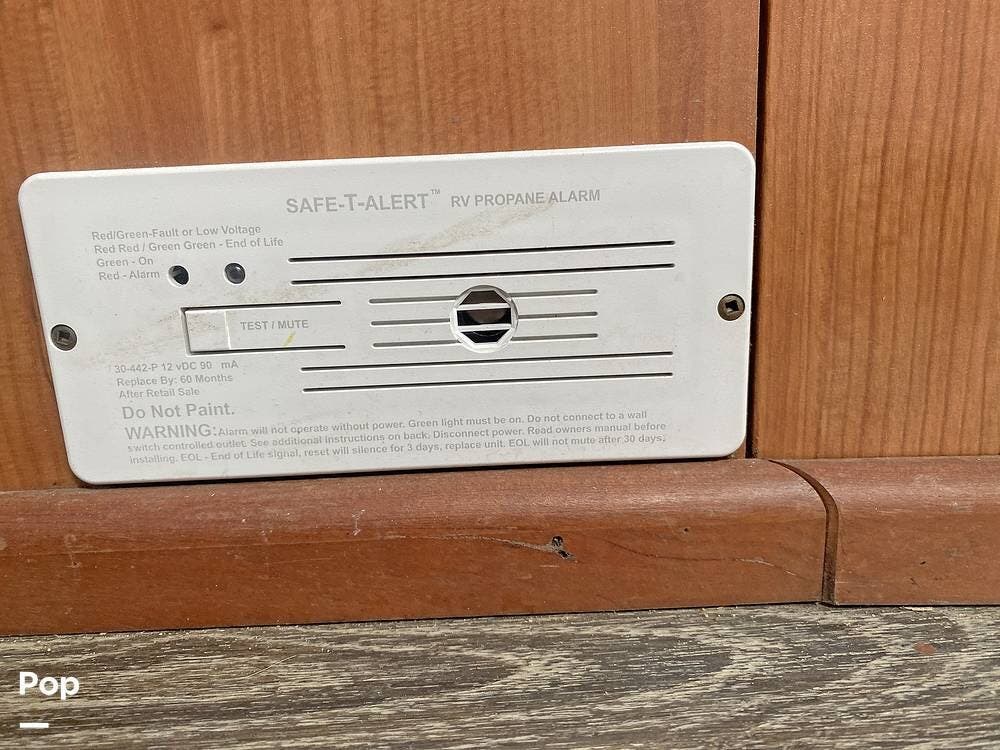 SAFE-T-ALERT™ RV PROPANE ALARM
Red/Green-Fault or Low Voltage
Red Red / Green Green - End of Life
Green - On
Red - Alarm
TEST / MUTE
30-442-P 12 vDC 90 mA
Replace By: 60 Months
After Retail Sale
Do Not Paint.
WARNING: Alarm will not operate without power. Green light must be on. Do not connect to a wall
switch controlled outlet. See additional instructions on back. Disconnect power. Read owners manual before
installing. EOL - End of Life signal, reset will silence for 3 days, replace unit. EOL will not mute after 30 days.
Pop